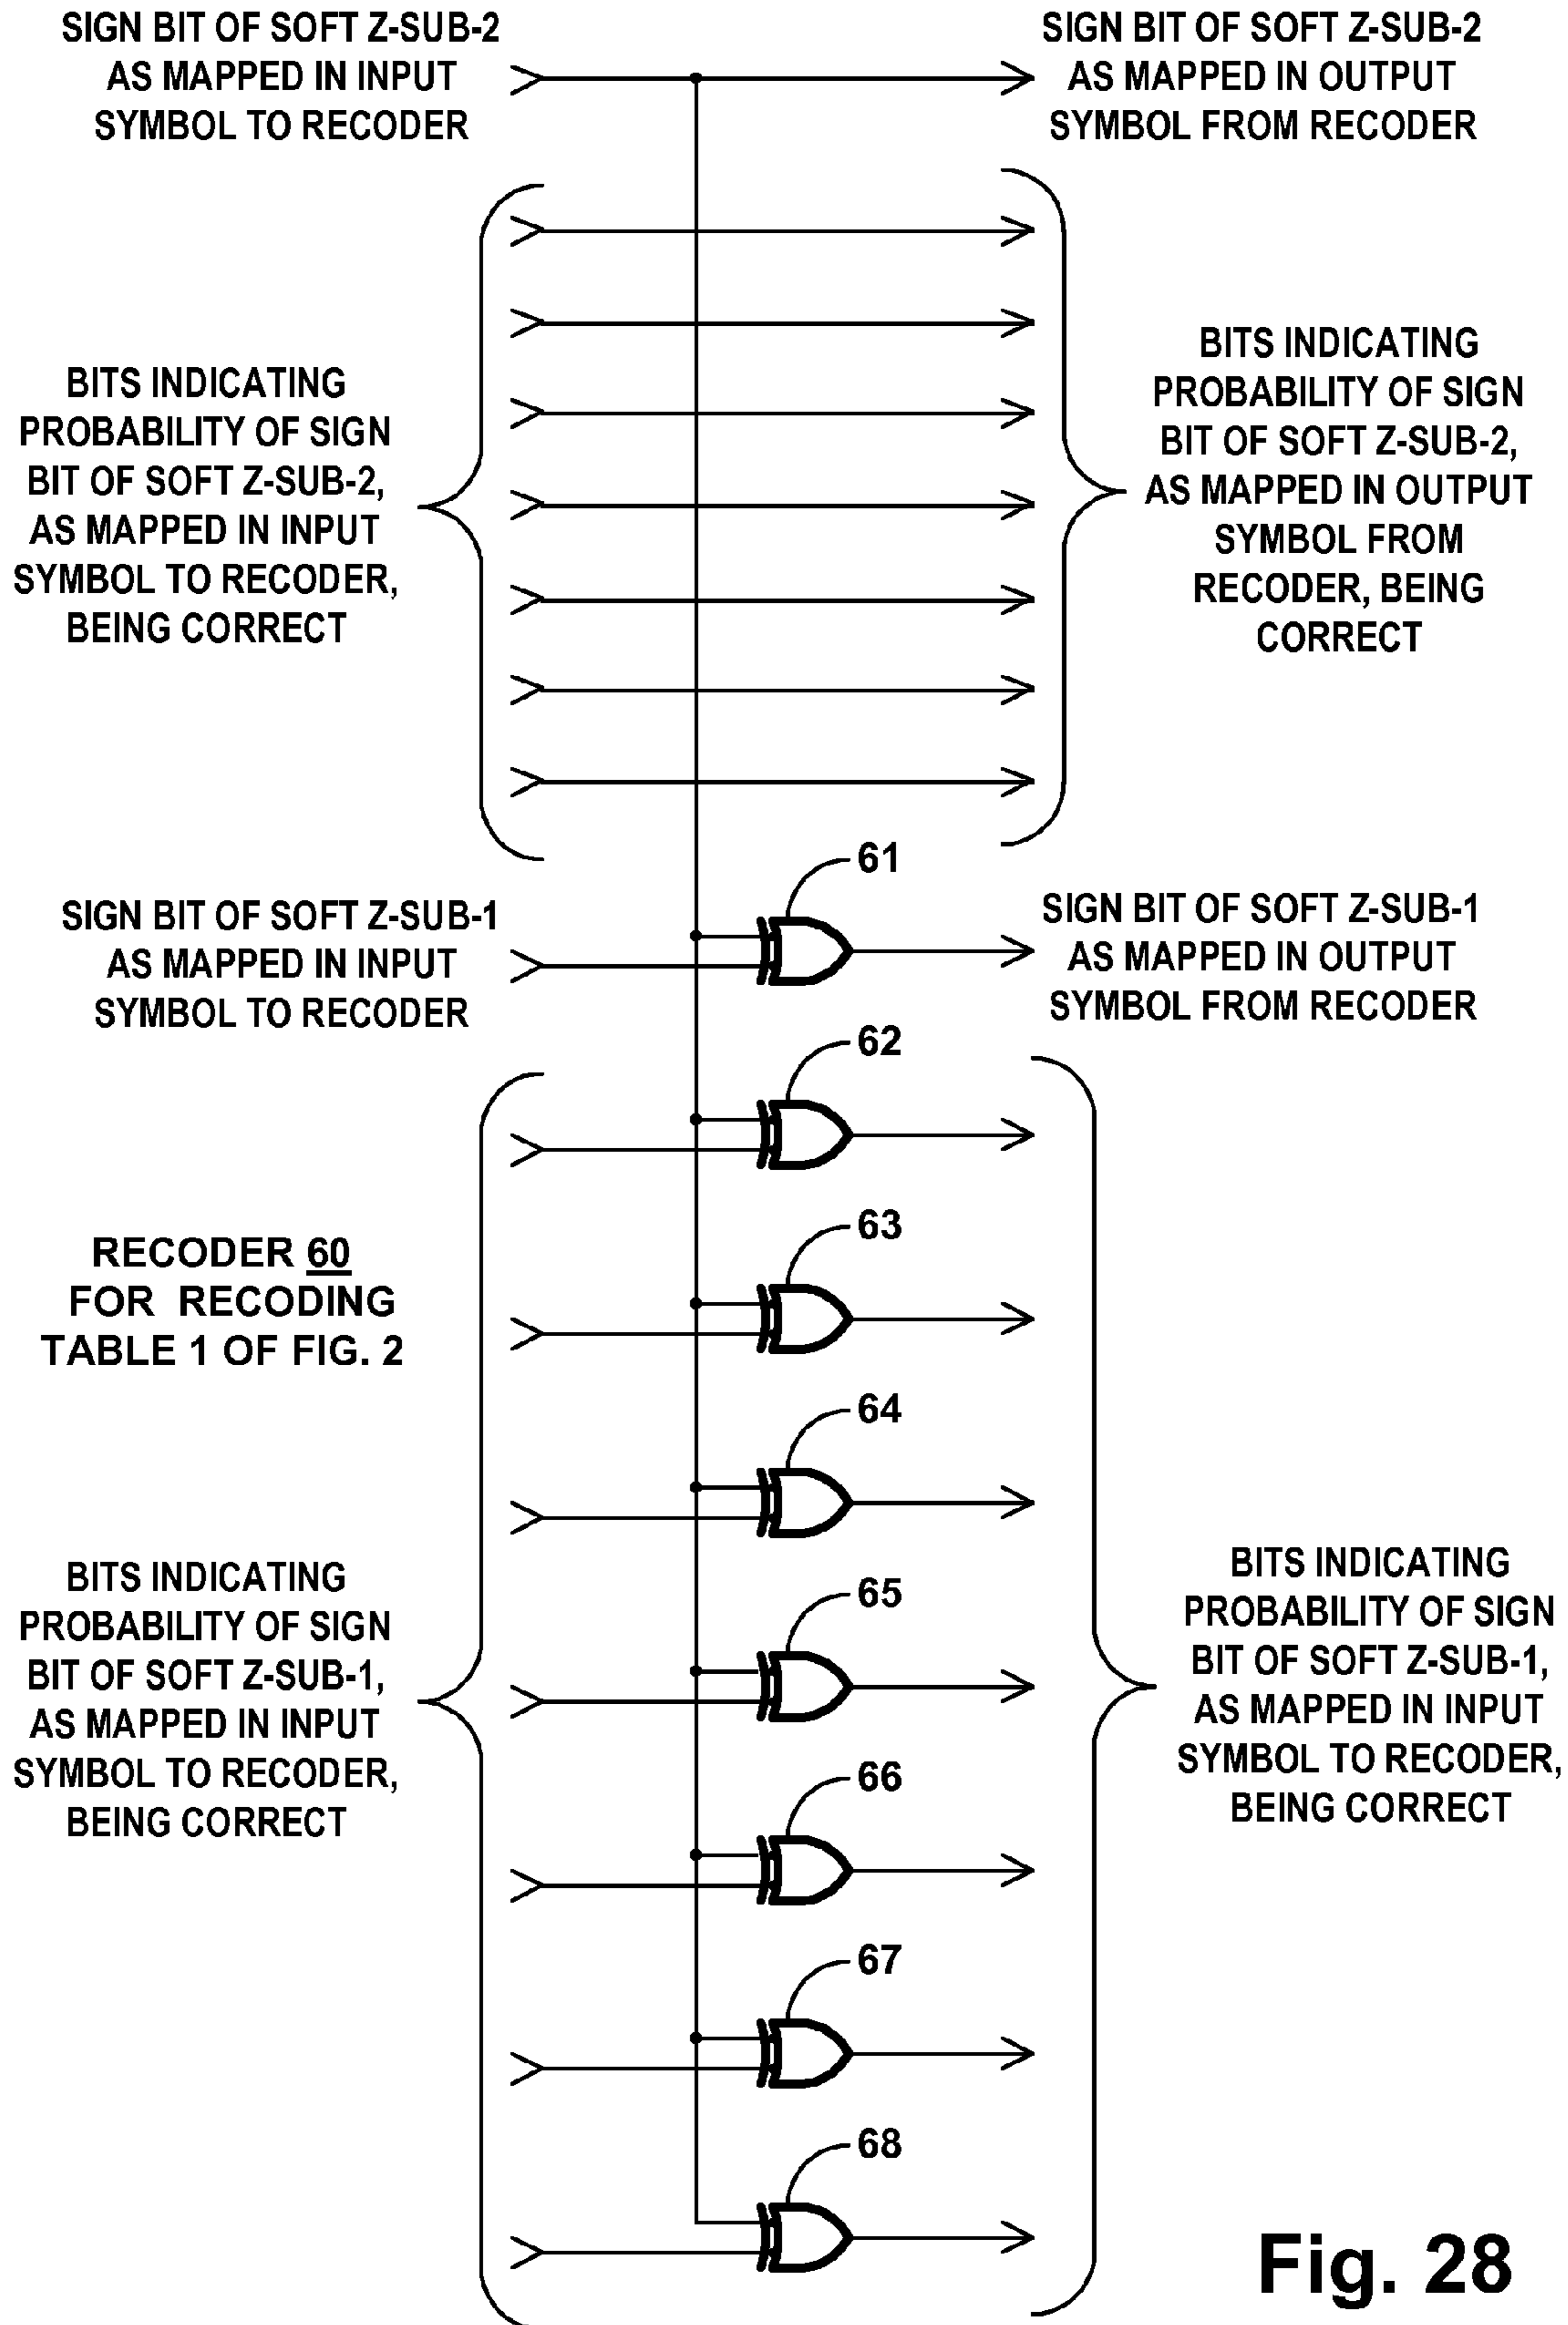 SIGN BIT OF SOFT Z-SUB-2
AS MAPPED IN INPUT
SYMBOL TO RECODER
SIGN BIT OF SOFT Z-SUB-2
AS MAPPED IN OUTPUT
SYMBOL FROM RECODER
BITS INDICATING
PROBABILITY OF SIGN
BIT OF SOFT Z-SUB-2,
AS MAPPED IN INPUT
SYMBOL TO RECODER,
BEING CORRECT
BITS INDICATING
PROBABILITY OF SIGN
BIT OF SOFT Z-SUB-2,
AS MAPPED IN OUTPUT
SYMBOL FROM
RECODER, BEING
CORRECT
61
SIGN BIT OF SOFT Z-SUB-1
AS MAPPED IN INPUT
SYMBOL TO RECODER
SIGN BIT OF SOFT Z-SUB-1
AS MAPPED IN OUTPUT
SYMBOL FROM RECODER
62
63
RECODER 60
FOR RECODING
TABLE 1 OF FIG. 2
64
65
66
67
68
BITS INDICATING
PROBABILITY OF SIGN
BIT OF SOFT Z-SUB-1,
AS MAPPED IN INPUT
SYMBOL TO RECODER,
BEING CORRECT
BITS INDICATING
PROBABILITY OF SIGN
BIT OF SOFT Z-SUB-1,
AS MAPPED IN INPUT
SYMBOL TO RECODER,
BEING CORRECT
Fig. 28